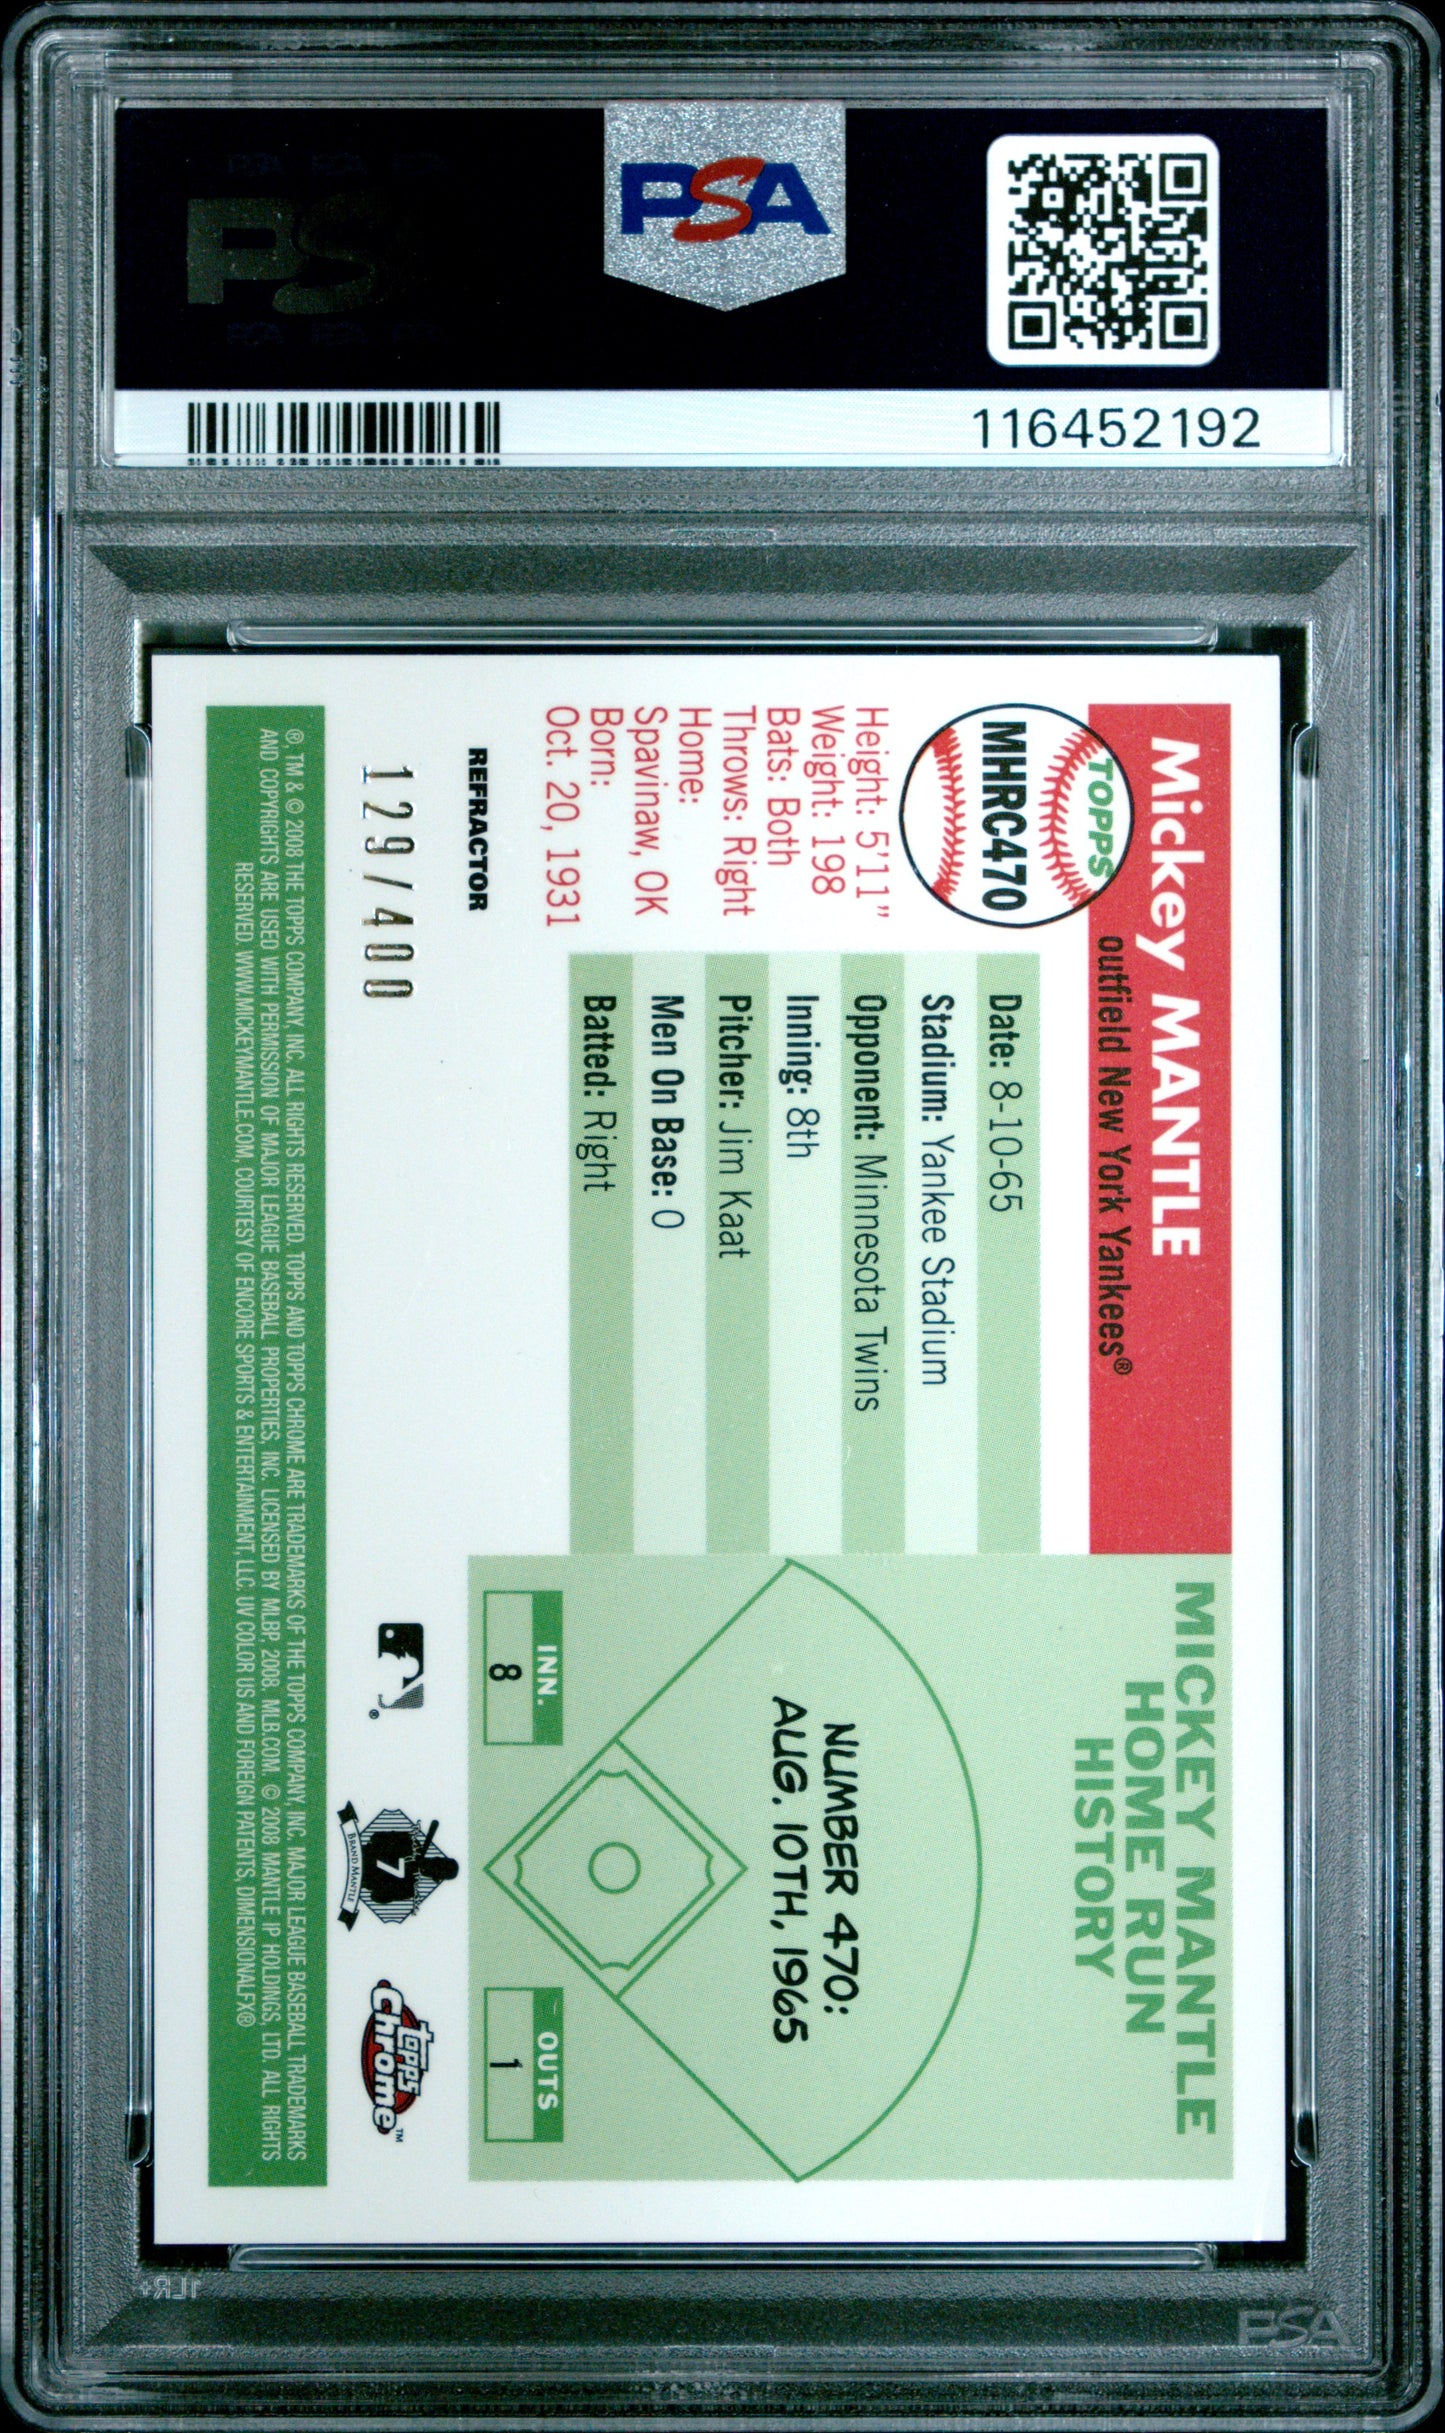 PSA
116452192
Mickey MANTLE
outfield New York Yankees®
TOPPS
MHRC470
Height: 5'11"
Weight: 198
Bats: Both
Throws: Right
Home:
Spavinaw, OK
Born:
Oct. 20, 1931
REFRACTOR
129/400
Date: 8-10-65
Stadium: Yankee Stadium
Opponent: Minnesota Twins
Inning: 8th
Pitcher: Jim Kaat
Men On Base: 0
Batted: Right
MICKEY MANTLE
HOME RUN
HISTORY
NUMBER 470:
AUG. 10TH, 1965
INN.
8
OUTS
1
®
7
BRAND MANTLE
topps
Chrome™
®, TM & © 2008 THE TOPPS COMPANY, INC. ALL RIGHTS RESERVED. TOPPS AND TOPPS CHROME ARE TRADEMARKS OF THE TOPPS COMPANY, INC. MAJOR LEAGUE BASEBALL TRADEMARKS
AND COPYRIGHTS ARE USED WITH PERMISSION OF MAJOR LEAGUE BASEBALL PROPERTIES, INC. LICENSED BY MLBP, 2008. MLB.COM. © 2008 MANTLE IP HOLDINGS, LTD. ALL RIGHTS
RESERVED. WWW.MICKEYMANTLE.COM, COURTESY OF ENCORE SPORTS & ENTERTAINMENT, LLC. UV COLOR US AND FOREIGN PATENTS, DIMENSIONALFX®
PSA